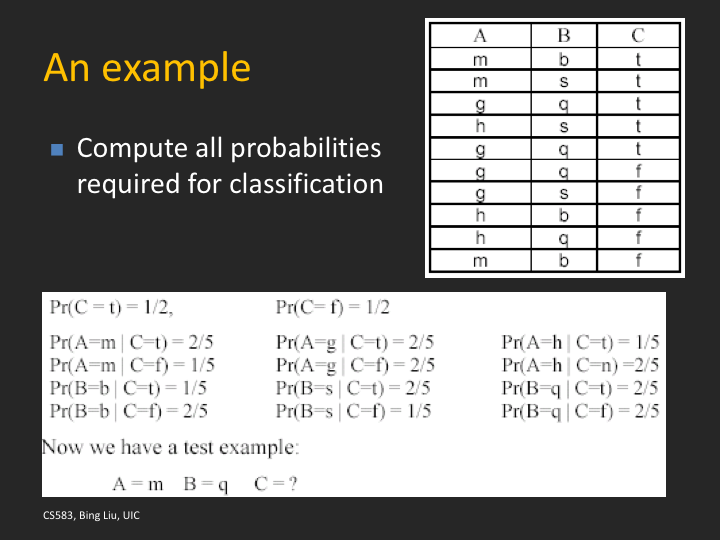 An example
Compute all probabilities
required for classification
A B C
m b t
m s t
g q t
h s t
g q t
g q f
g s f
h b f
h q f
m b f
Pr(C = t) = 1/2, Pr(C= f) = 1/2
Pr(A=m | C=t) = 2/5 Pr(A=g | C=t) = 2/5 Pr(A=h | C=t) = 1/5
Pr(A=m | C=f) = 1/5 Pr(A=g | C=f) = 2/5 Pr(A=h | C=n) =2/5
Pr(B=b | C=t) = 1/5 Pr(B=s | C=t) = 2/5 Pr(B=q | C=t) = 2/5
Pr(B=b | C=f) = 2/5 Pr(B=s | C=f) = 1/5 Pr(B=q | C=f) = 2/5
Now we have a test example:
A = m B = q C = ?
CS583, Bing Liu, UIC